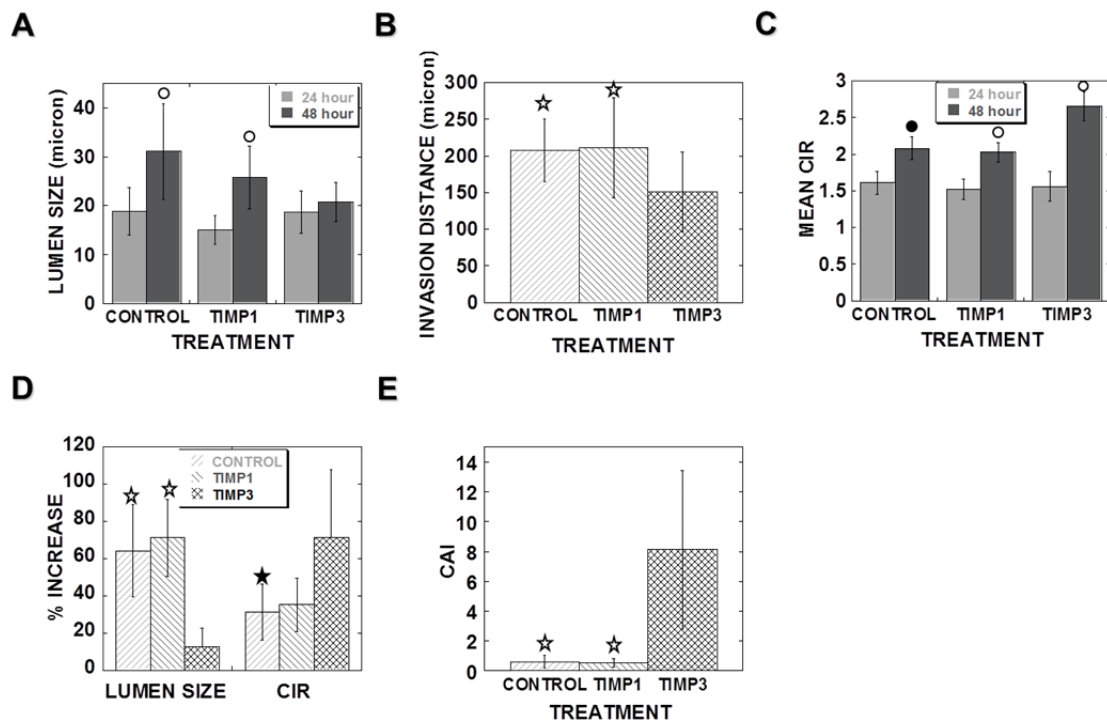 A
LUMEN SIZE (micron)
40
30
20
10
0
24 hour
48 hour
CONTROL TIMP1 TIMP3
TREATMENT
B
INVASION DISTANCE (micron)
300
250
200
150
100
50
0
CONTROL TIMP1 TIMP3
TREATMENT
C
MEAN CIR
3
2.5
2
1.5
1
0.5
0
24 hour
48 hour
CONTROL TIMP1 TIMP3
TREATMENT
D
% INCREASE
120
100
80
60
40
20
0
CONTROL
TIMP1
TIMP3
LUMEN SIZE CIR
E
CAI
14
12
10
8
6
4
2
0
CONTROL TIMP1 TIMP3
TREATMENT